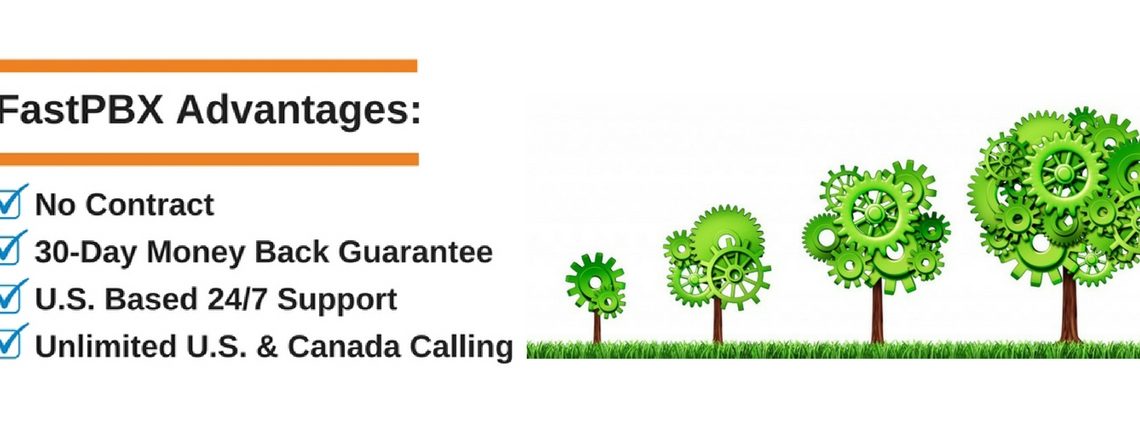 FastPBX Advantages:
No Contract
30-Day Money Back Guarantee
U.S. Based 24/7 Support
Unlimited U.S. & Canada Calling